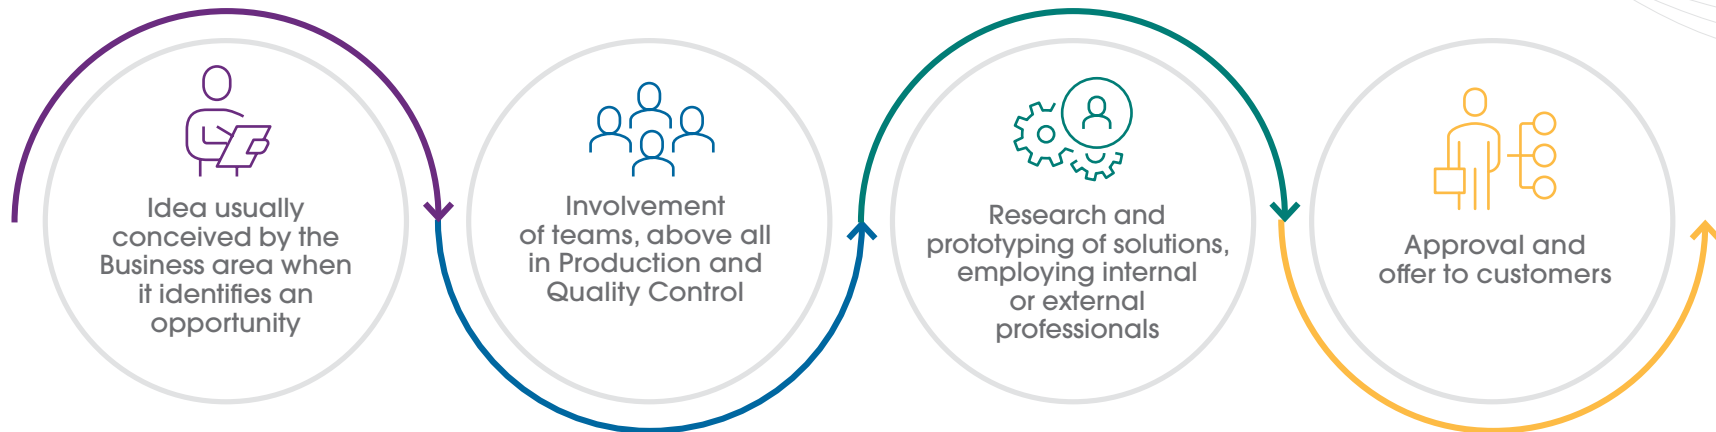 Idea usually
conceived by the
Business area when
it identifies an
opportunity
Involvement
of teams, above all
in Production and
Quality Control
Research and
prototyping of solutions,
employing internal
or external
professionals
Approval and
offer to customers